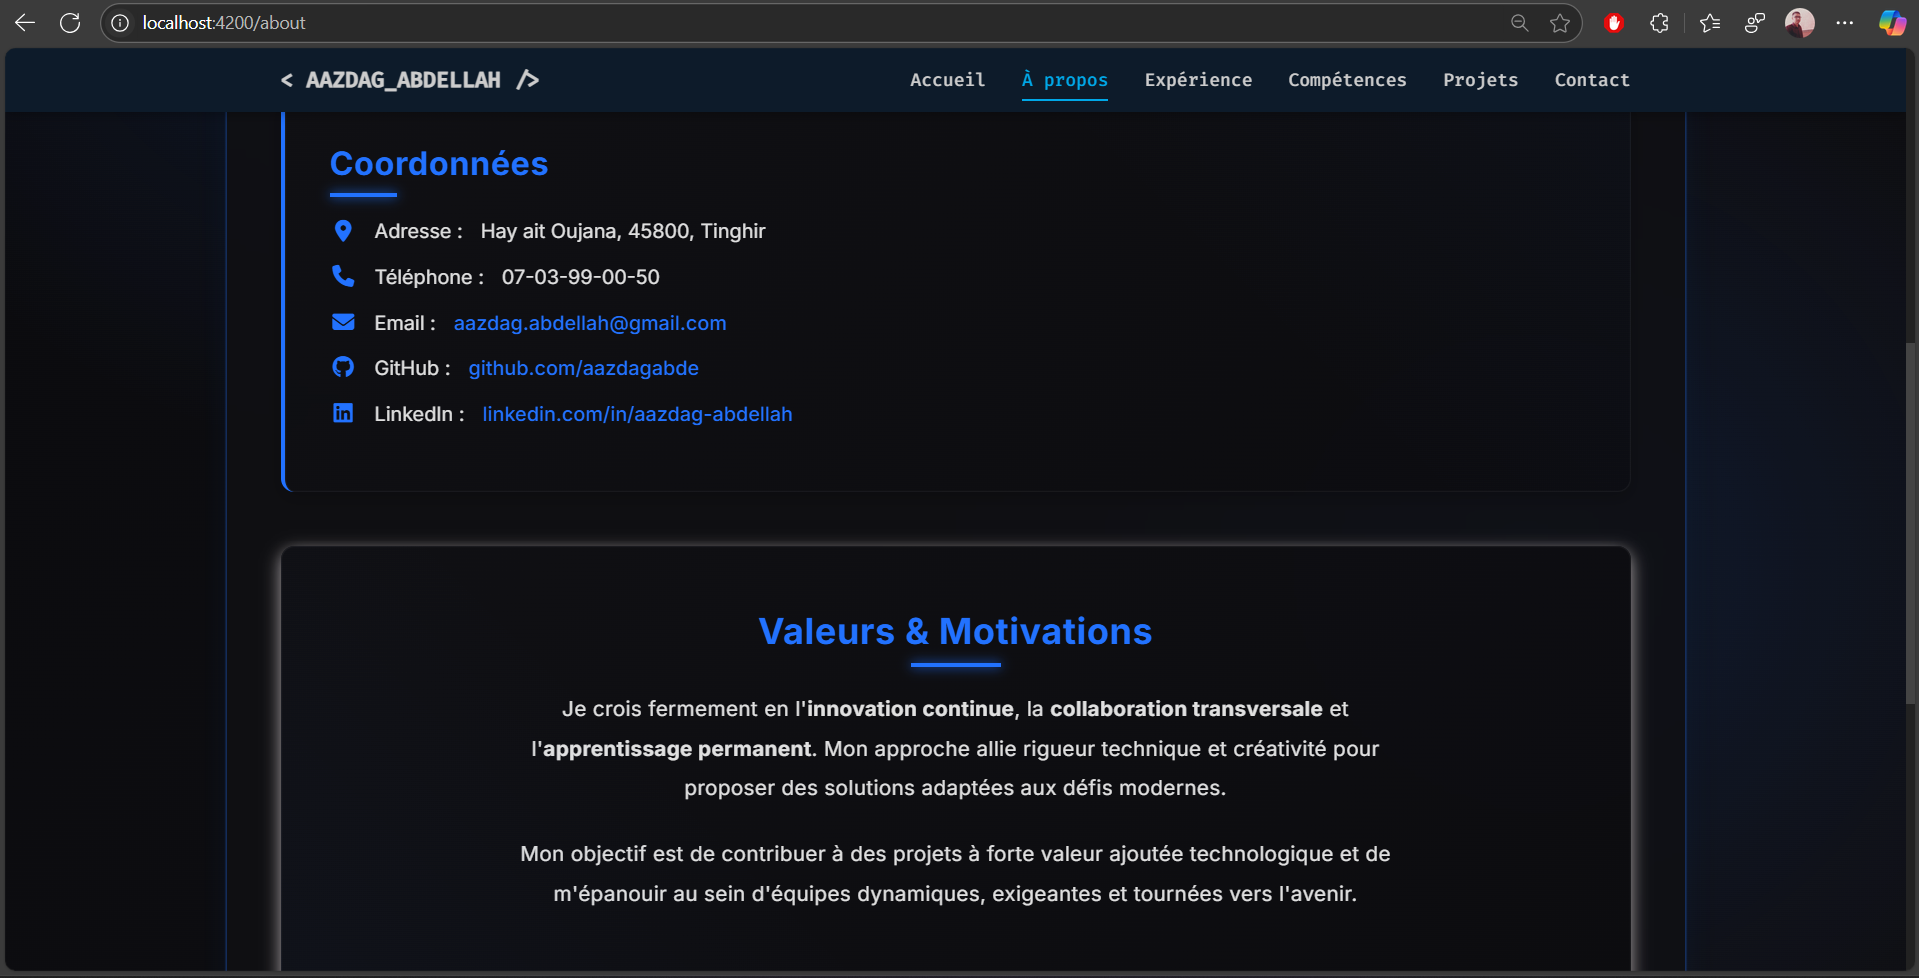 localhost:4200/about
< AAZDAG_ABDELLAH />
Accueil
À propos
Expérience
Compétences
Projets
Contact
Coordonnées
Adresse : Hay ait Oujana, 45800, Tinghir
Téléphone : 07-03-99-00-50
Email : aazdag.abdellah@gmail.com
GitHub : github.com/aazdagabde
in LinkedIn : linkedin.com/in/aazdag-abdellah
Valeurs & Motivations
Je crois fermement en l'innovation continue, la collaboration transversale et
l'apprentissage permanent. Mon approche allie rigueur technique et créativité pour
proposer des solutions adaptées aux défis modernes.
Mon objectif est de contribuer à des projets à forte valeur ajoutée technologique et de
m'épanouir au sein d'équipes dynamiques, exigeantes et tournées vers l'avenir.